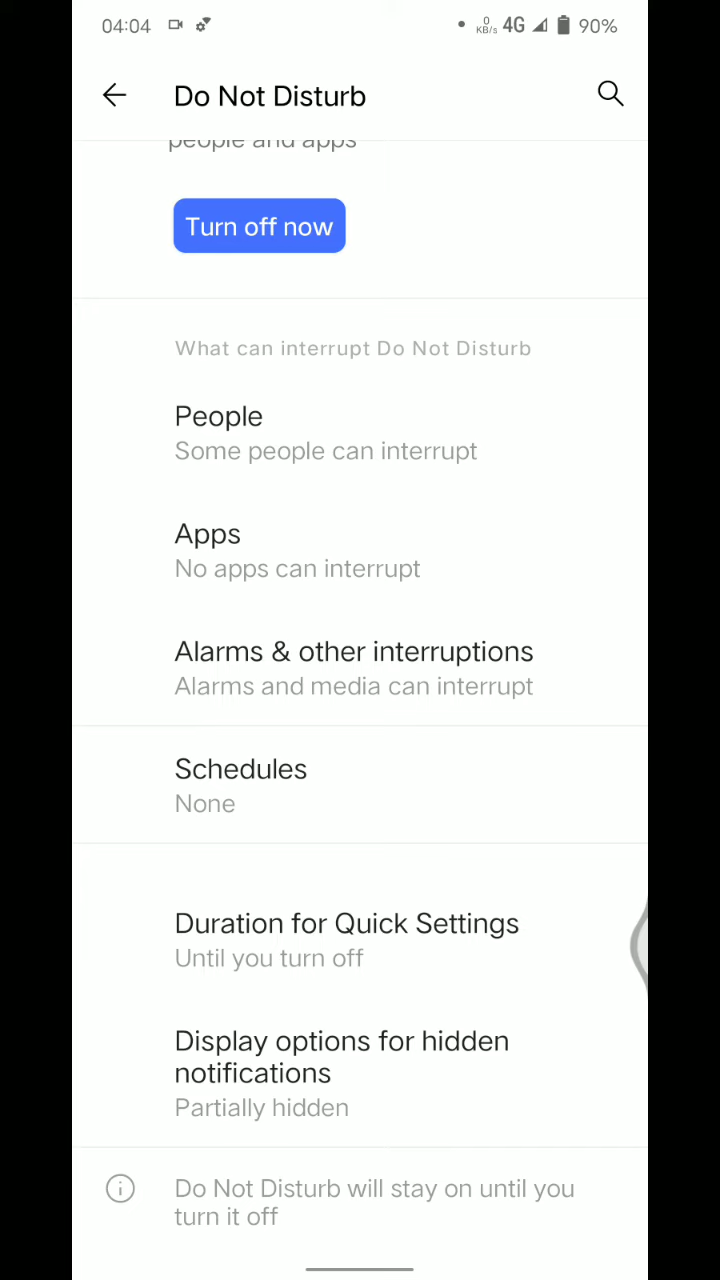 04:04 0 KB/s 4G 90%
Do Not Disturb
people and apps
Turn off now
What can interrupt Do Not Disturb
People
Some people can interrupt
Apps
No apps can interrupt
Alarms & other interruptions
Alarms and media can interrupt
Schedules
None
Duration for Quick Settings
Until you turn off
Display options for hidden
notifications
Partially hidden
Do Not Disturb will stay on until you
turn it off